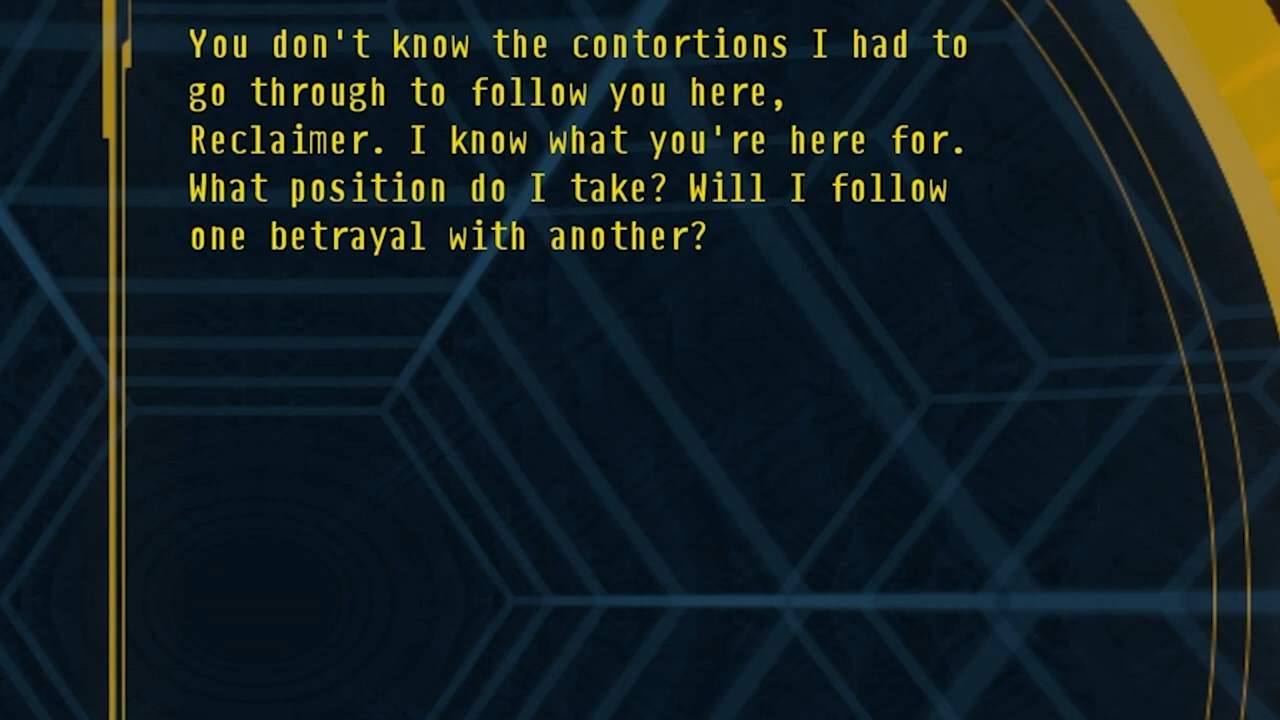 You don't know the contortions I had to
go through to follow you here,
Reclaimer. I know what you're here for.
What position do I take? Will I follow
one betrayal with another?